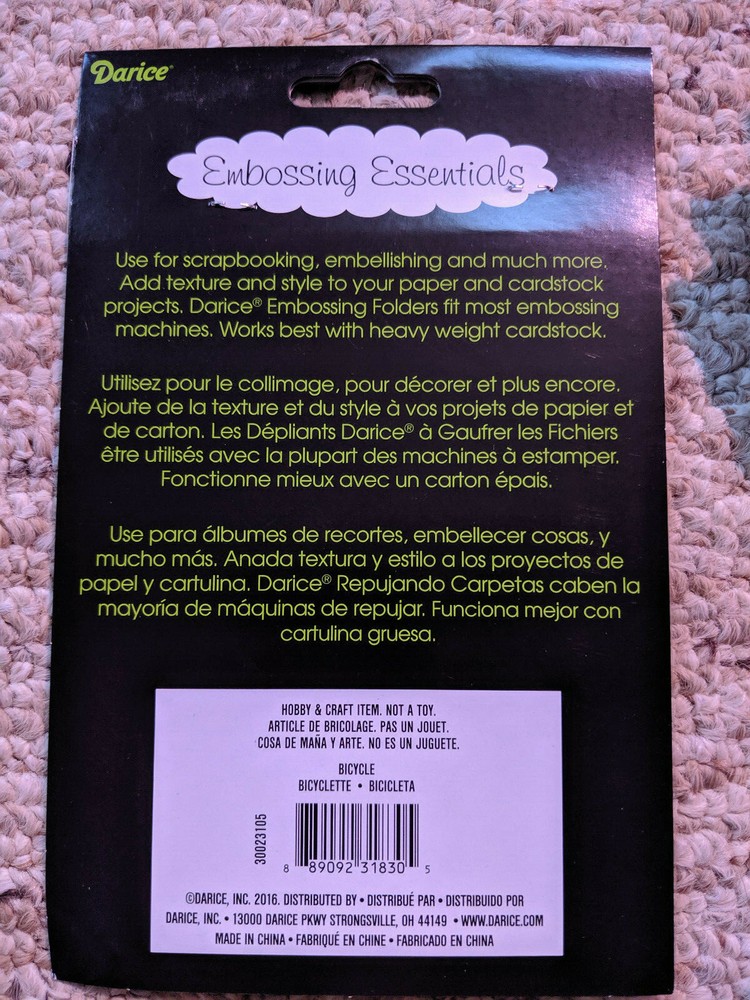 Darice®
Embossing Essentials
Use for scrapbooking, embellishing and much more.
Add texture and style to your paper and cardstock
projects. Darice® Embossing Folders fit most embossing
machines. Works best with heavy weight cardstock.
Utilisez pour le collimage, pour décorer et plus encore.
Ajoute de la texture et du style à vos projets de papier et
de carton. Les Dépliants Darice® à Gaufrer les Fichiers
être utilisés avec la plupart des machines à estamper.
Fonctionne mieux avec un carton épais.
Use para álbumes de recortes, embellecer cosas, y
mucho más. Anada textura y estilo a los proyectos de
papel y cartulina. Darice® Repujando Carpetas caben la
mayoría de máquinas de repujar. Funciona mejor con
cartulina gruesa.
HOBBY & CRAFT ITEM. NOT A TOY.
ARTICLE DE BRICOLAGE. PAS UN JOUET.
COSA DE MAÑA Y ARTE. NO ES UN JUGUETE.
BICYCLE
BICYCLETTE • BICICLETA
30023105
8 89092 31830 5
©DARICE, INC. 2016. DISTRIBUTED BY • DISTRIBUÉ PAR • DISTRIBUIDO POR
DARICE, INC. • 13000 DARICE PKWY STRONGSVILLE, OH 44149 • WWW.DARICE.COM
MADE IN CHINA • FABRIQUÉ EN CHINE • FABRICADO EN CHINA